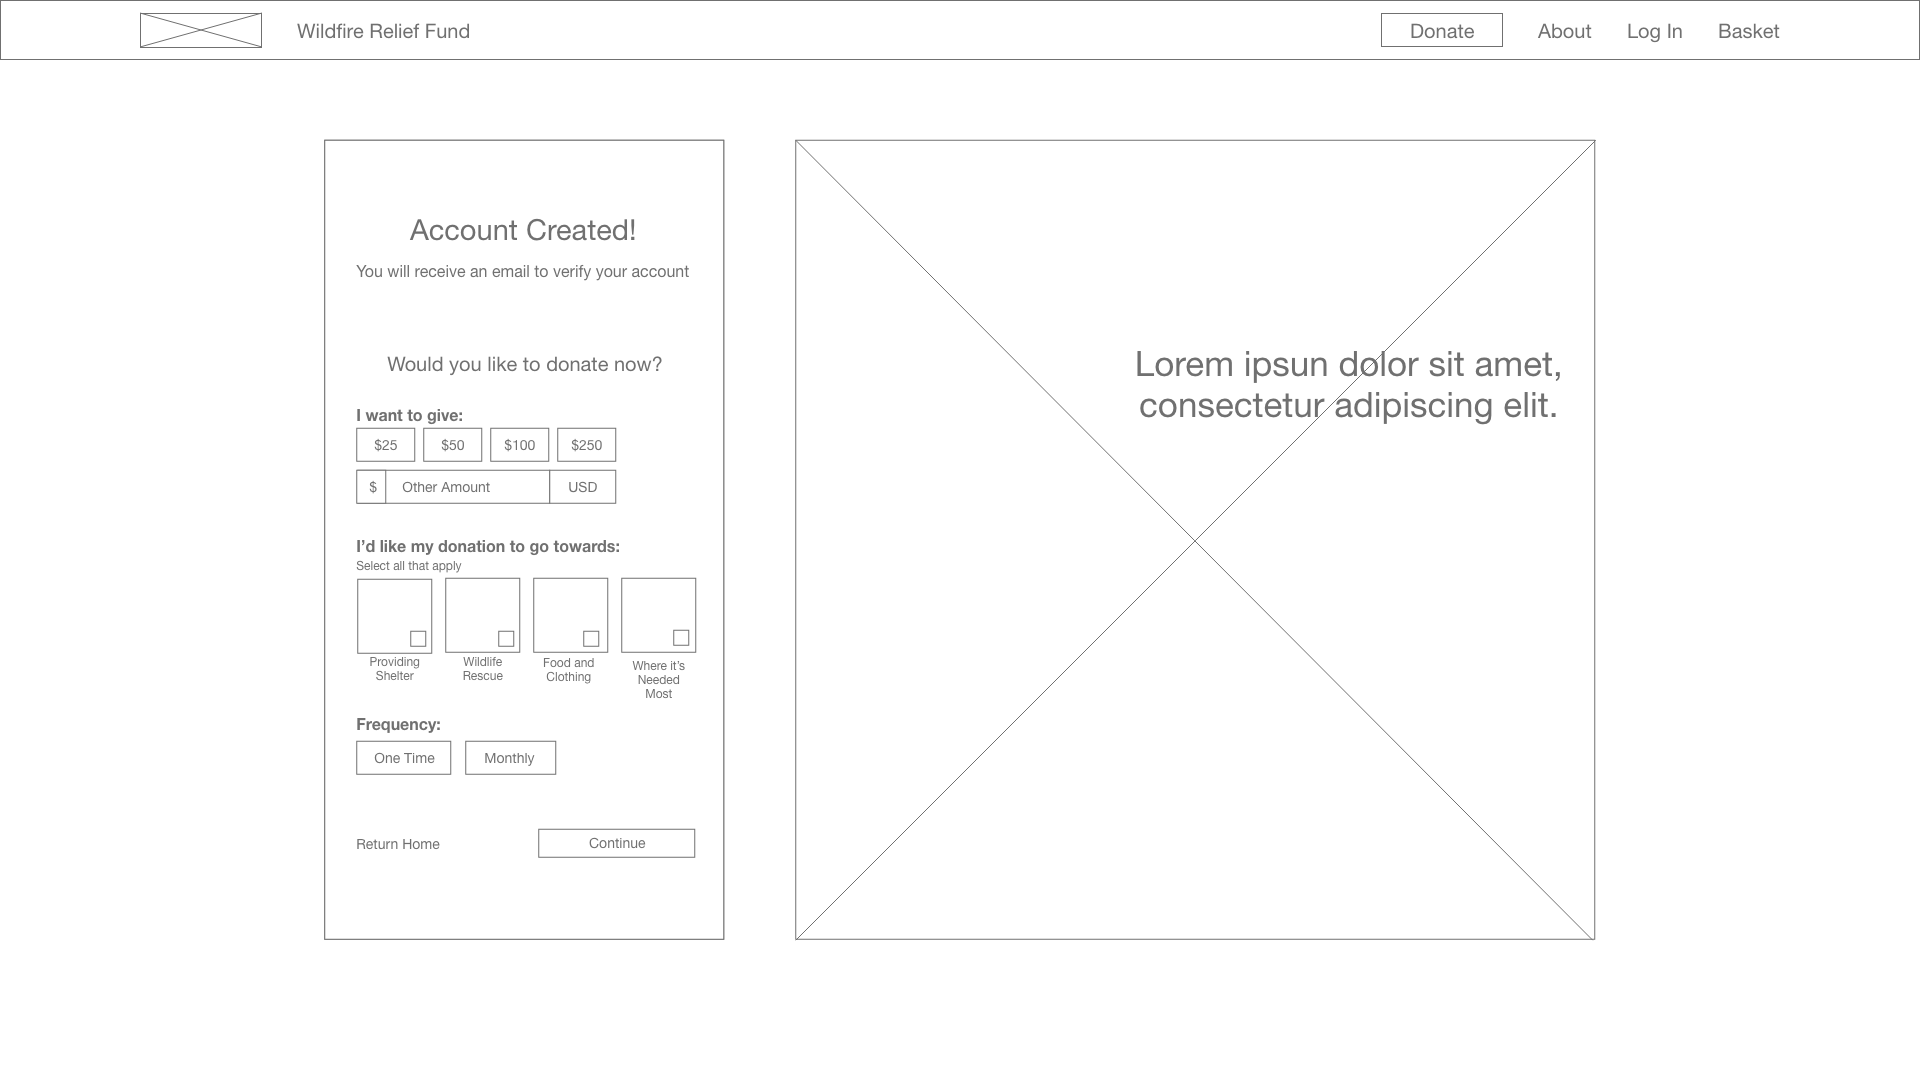 Wildfire Relief Fund
Donate
About
Log In
Basket
Account Created!
You will receive an email to verify your account
Would you like to donate now?
I want to give:
$25
$50
$100
$250
$
Other Amount
USD
I’d like my donation to go towards:
Select all that apply
Providing
Shelter
Wildlife
Rescue
Food and
Clothing
Where it’s
Needed
Most
Frequency:
One Time
Monthly
Return Home
Continue
Lorem ipsun dolor sit amet,
consectetur adipiscing elit.